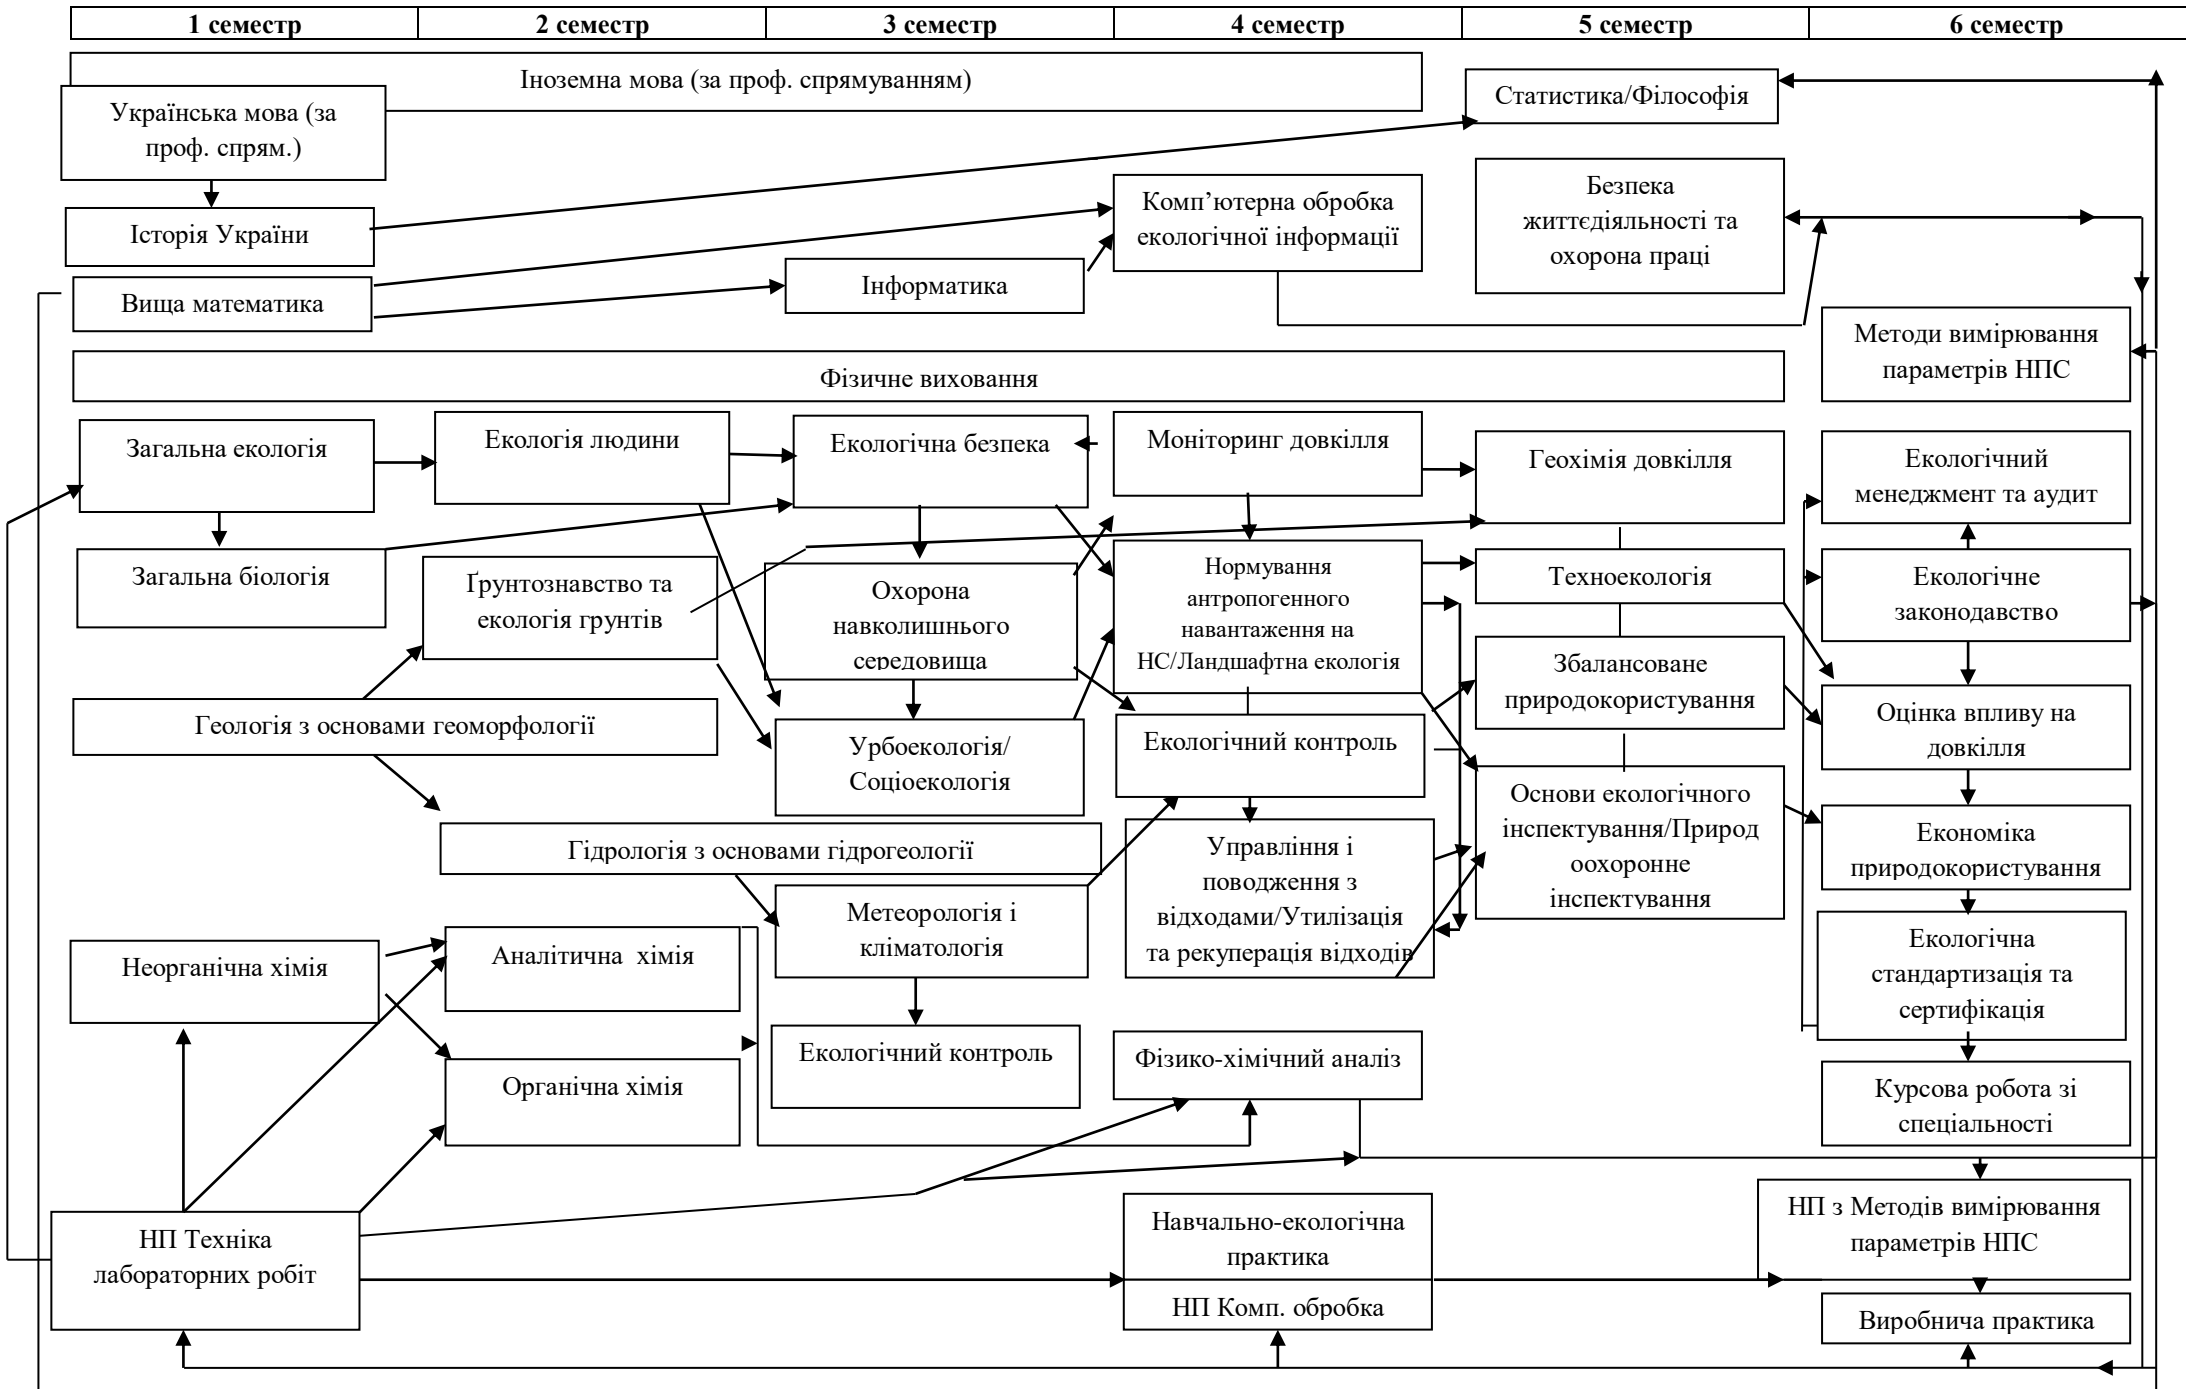 1 семестр
2 семестр
3 семестр
4 семестр
5 семестр
6 семестр
Іноземна мова (за проф. спрямуванням)
Українська мова (за
проф. спрям.)
Історія України
Вища математика
Інформатика
Комп’ютерна обробка
екологічної інформації
Статистика/Філософія
Безпека
життєдіяльності та
охорона праці
Методи вимірювання
параметрів НПС
Фізичне виховання
Загальна екологія
Екологія людини
Екологічна безпека
Моніторинг довкілля
Геохімія довкілля
Екологічний
менеджмент та аудит
Загальна біологія
Ґрунтознавство та
екологія грунтів
Охорона
навколишнього
середовища
Нормування
антропогенного
навантаження на
НС/Ландшафтна екологія
Техноекологія
Екологічне
законодавство
Збалансоване
природокористування
Геологія з основами геоморфології
Урбоекологія/
Соціоекологія
Екологічний контроль
Оцінка впливу на
довкілля
Основи екологічного
інспектування/Природ
оохоронне
інспектування
Гідрологія з основами гідрогеології
Управління і
поводження з
відходами/Утилізація
та рекуперація відходів
Економіка
природокористування
Метеорологія і
кліматологія
Неорганічна хімія
Аналітична хімія
Екологічна
стандартизація та
сертифікація
Органічна хімія
Екологічний контроль
Фізико-хімічний аналіз
Курсова робота зі
спеціальності
НП Техніка
лабораторних робіт
Навчально-екологічна
практика
НП Комп. обробка
НП з Методів вимірювання
параметрів НПС
Виробнича практика